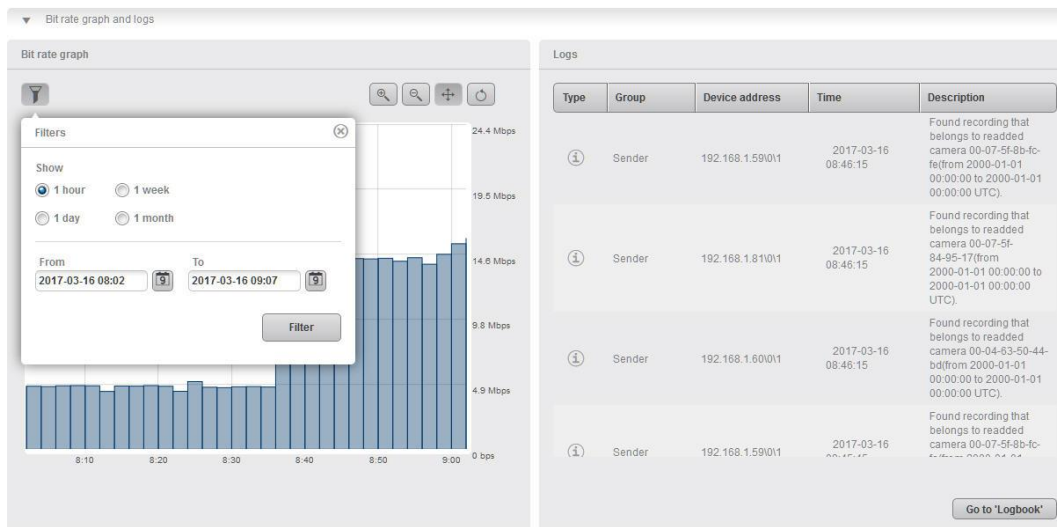 Bit rate graph and logs
Bit rate graph
Filters
Show
1 hour
1 week
1 day
1 month
From
To
2017-03-16 08:02
9
2017-03-16 09:07
9
Filter
24.4 Mbps
19.5 Mbps
14.6 Mbps
9.8 Mbps
4.9 Mbps
0 bps
8:10
8:20
8:30
8:40
8:50
9:00
Logs
Type
Group
Device address
Time
Description
i
Sender
192.168.1.59\0\1
2017-03-16
08:46:15
Found recording that
belongs to readded
camera 00-07-5f-8b-fc-
fe(from 2000-01-01
00:00:00 to 2000-01-01
00:00:00 UTC).
i
Sender
192.168.1.81\0\1
2017-03-16
08:46:15
Found recording that
belongs to readded
camera 00-07-5f-
84-95-17(from
2000-01-01 00:00:00 to
2000-01-01 00:00:00
UTC).
i
Sender
192.168.1.60\0\1
2017-03-16
08:46:15
Found recording that
belongs to readded
camera 00-04-63-50-44-
bd(from 2000-01-01
00:00:00 to 2000-01-01
00:00:00 UTC).
i
Sender
192.168.1.59\0\1
2017-03-16
Found recording that
belongs to readded
camera 00-07-5f-8b-fc-
Go to 'Logbook'